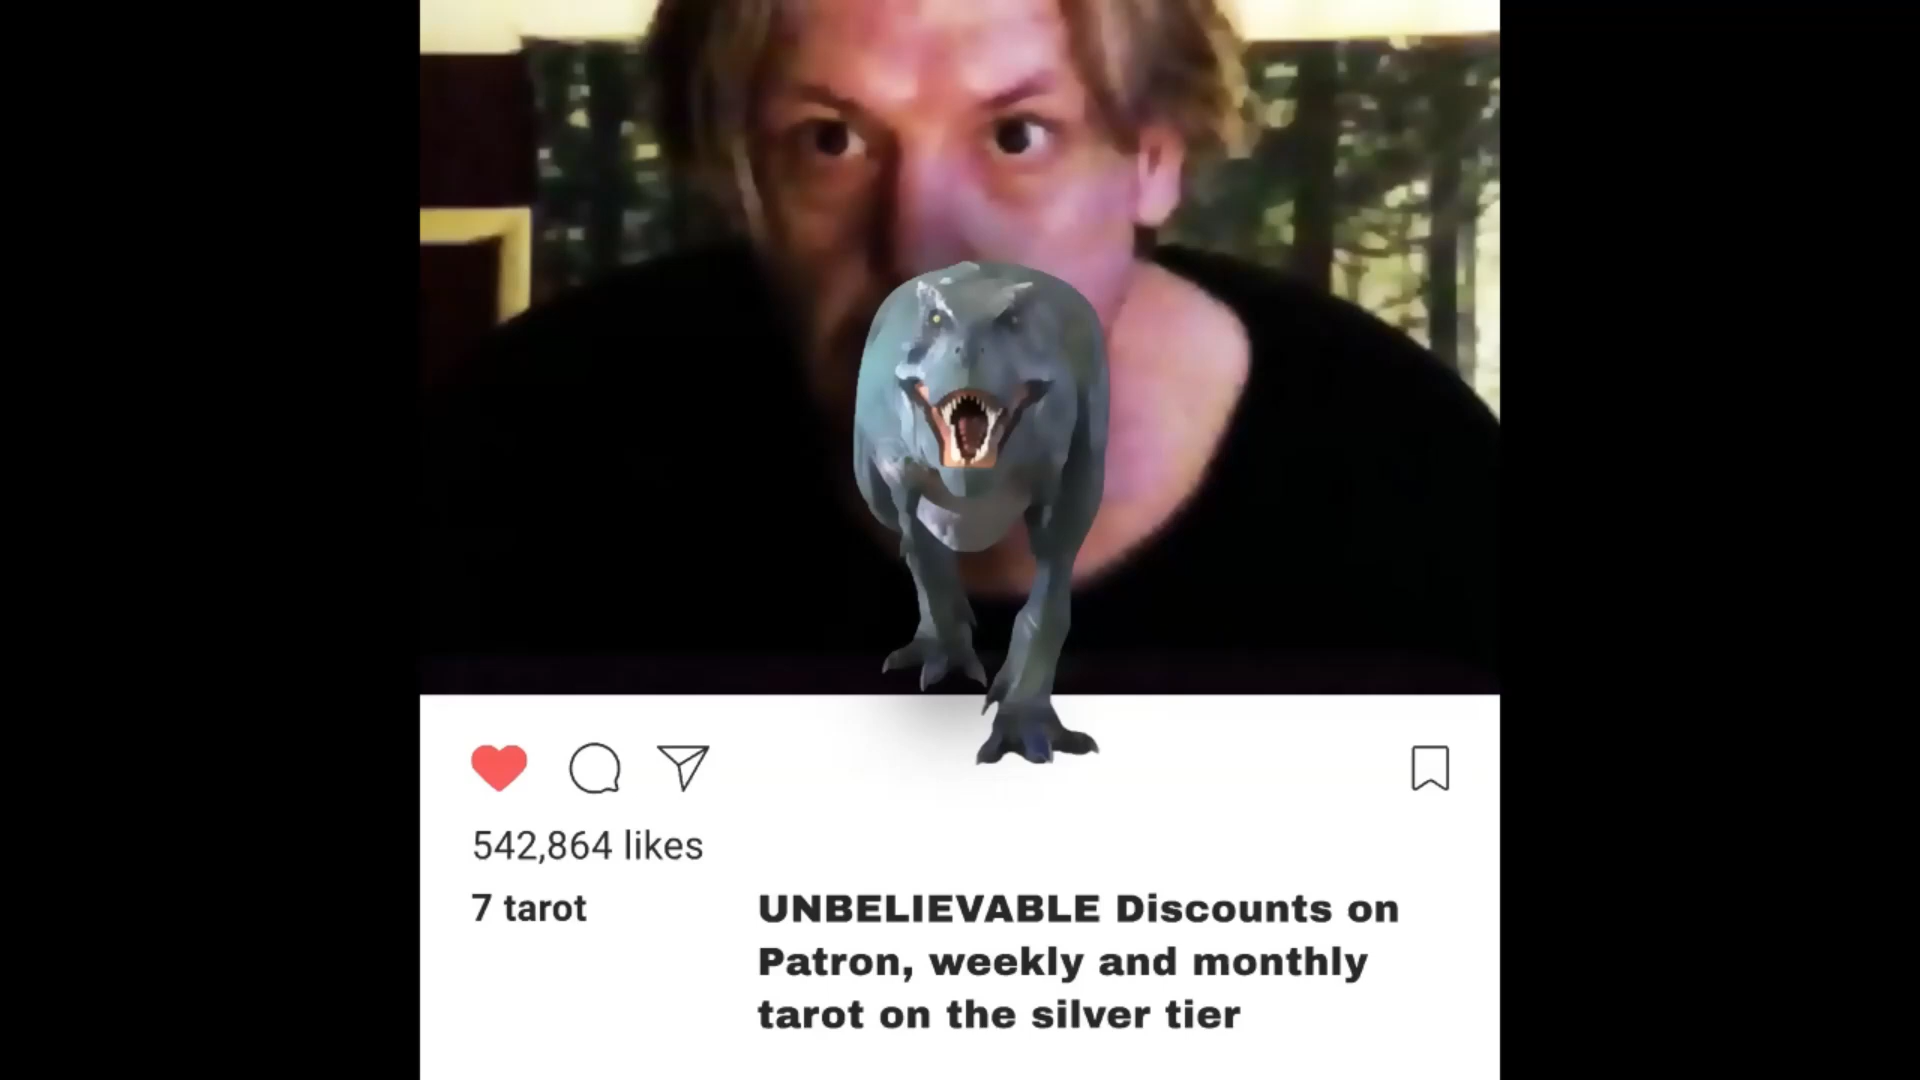 542,864 likes
7 tarot
UNBELIEVABLE Discounts on
Patron, weekly and monthly
tarot on the silver tier